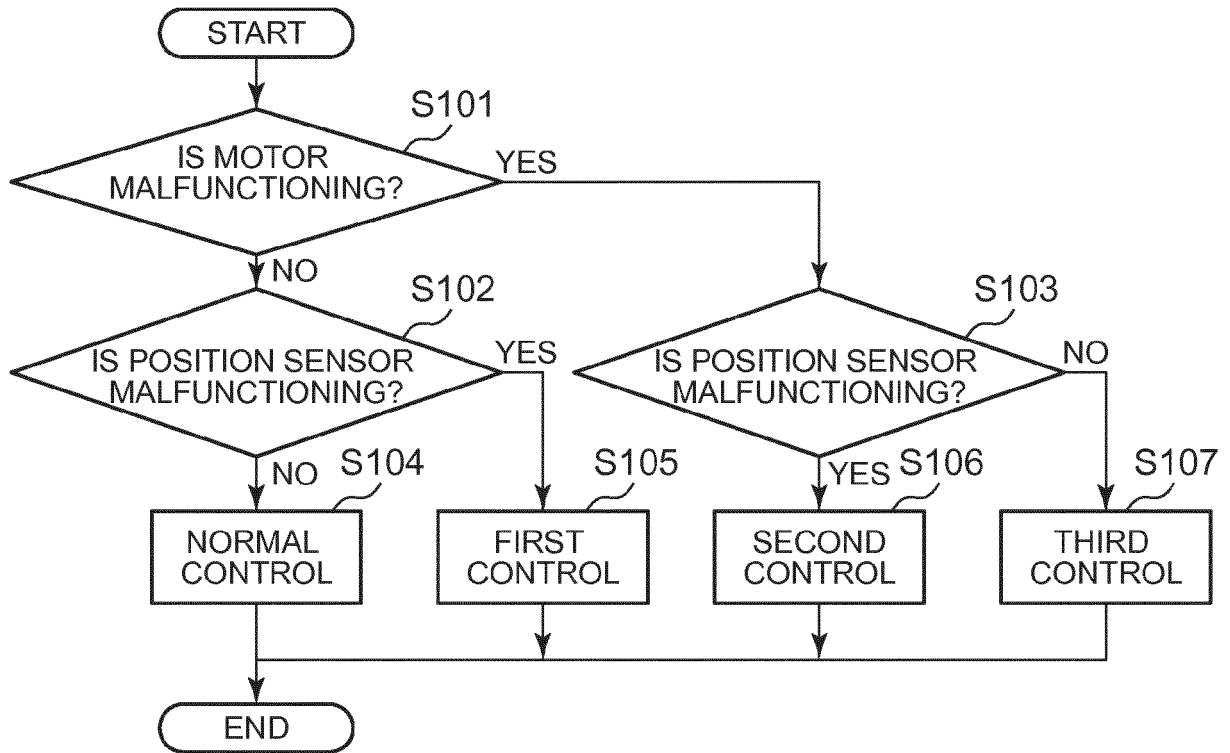 START
S101
IS MOTOR
MALFUNCTIONING?
YES
NO
S102
IS POSITION SENSOR
MALFUNCTIONING?
YES
S103
IS POSITION SENSOR
MALFUNCTIONING?
NO
NO
S104
NORMAL
CONTROL
S105
FIRST
CONTROL
YES
S106
SECOND
CONTROL
S107
THIRD
CONTROL
END